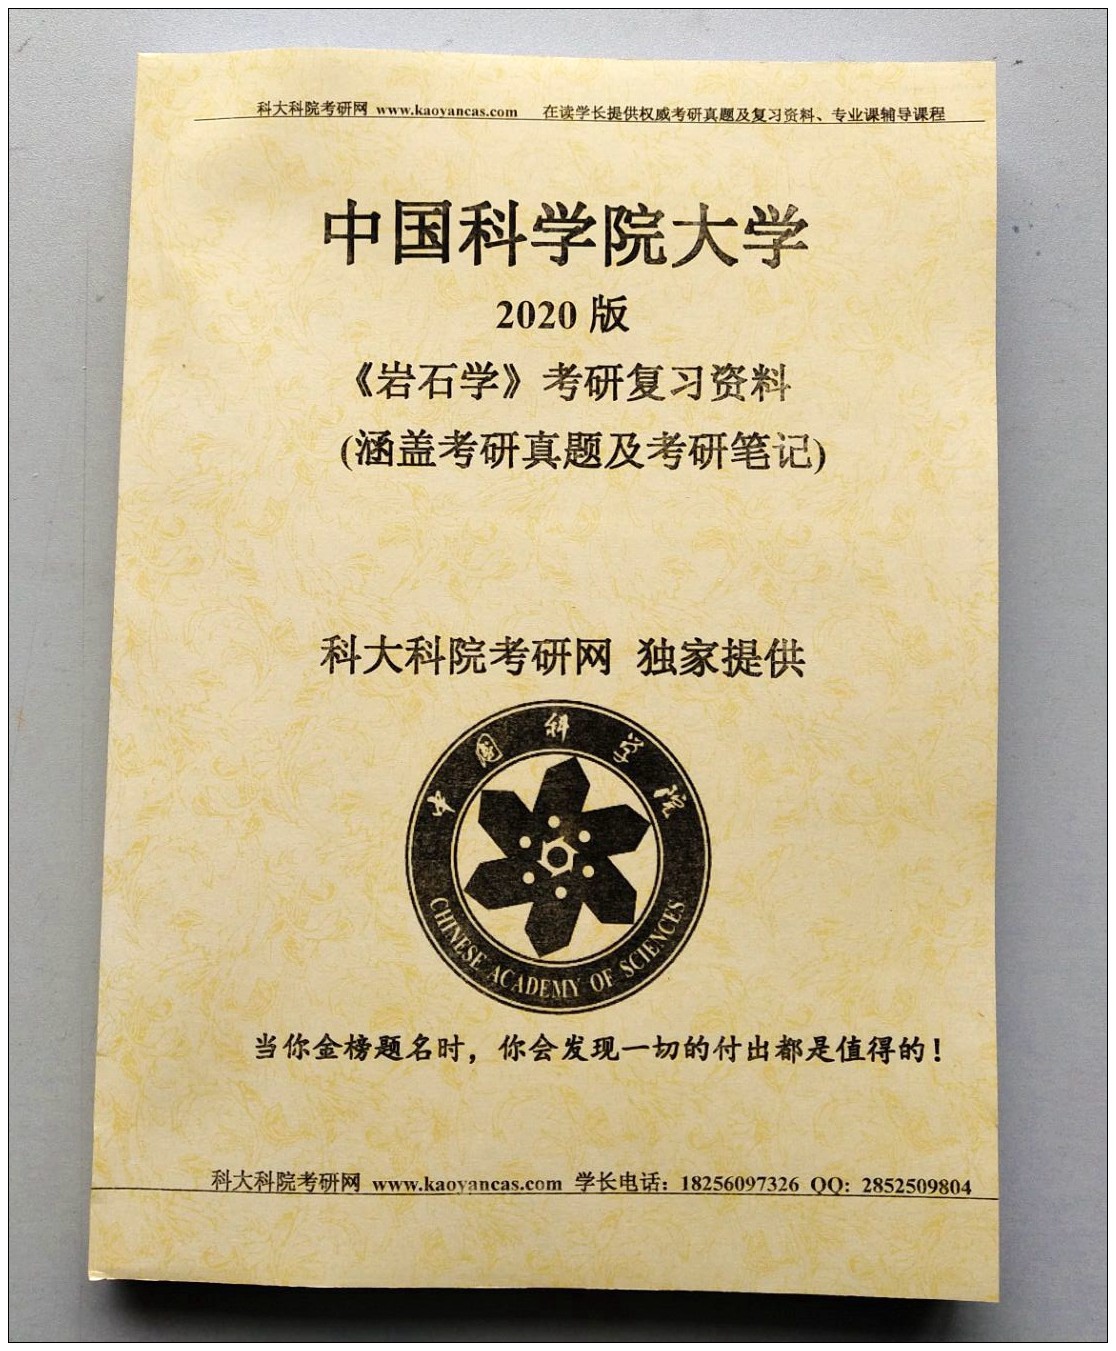 科大科院考研网 www.kaoyancas.com 在读学长提供权威考研真题及复习资料、专业课辅导课程
中国科学院大学
2020 版
《岩石学》考研复习资料
(涵盖考研真题及考研笔记)
科大科院考研网 独家提供
中國科学院
CHINESE ACADEMY OF SCIENCES
当你金榜题名时，你会发现一切的付出都是值得的！
科大科院考研网 www.kaoyancas.com 学长电话：18256097326 QQ：2852509804